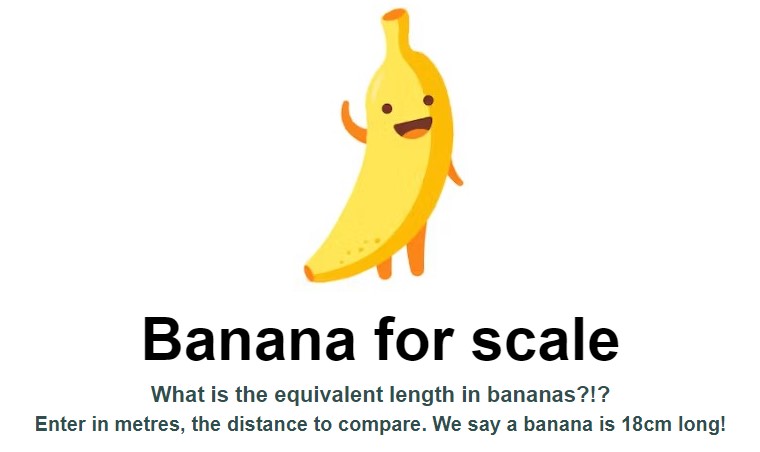 Banana for scale
What is the equivalent length in bananas?!?
Enter in metres, the distance to compare. We say a banana is 18cm long!